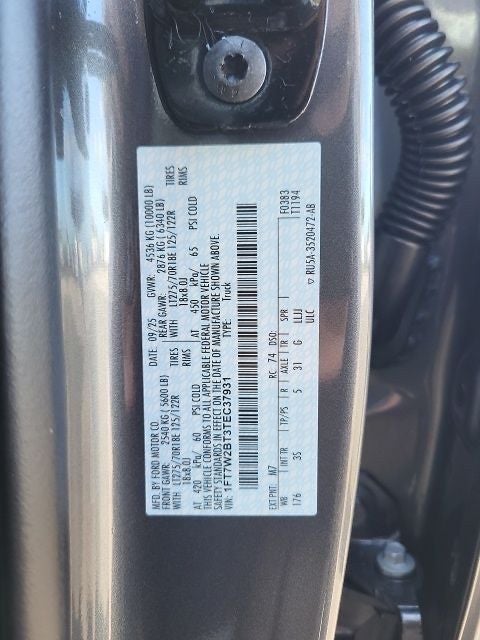 MFD. BY FORD MOTOR CO. DATE: 09/25 GVWR: 4536 KG (10000 LB)
FRONT GAWR: 2540 KG (5600 LB) REAR GAWR: 2876 KG (6340 LB)
WITH LT275/70R18E 125/122R TIRES WITH LT275/70R18E 125/122R TIRES
18x8.0J RIMS 18x8.0J RIMS
AT 420 kPa/ 60 PSI COLD AT 450 kPa/ 65 PSI COLD
THIS VEHICLE CONFORMS TO ALL APPLICABLE FEDERAL MOTOR VEHICLE
SAFETY STANDARDS IN EFFECT ON THE DATE OF MANUFACTURE SHOWN ABOVE.
VIN: 1FT7W2BT3TEC37931 TYPE: Truck
F0383
T1194
EXT PNT: M7 RC: 74 DSO:
WB INT TR TP/PS R AXLE TR SPR
176 3S 5 31 G LLJJ
ULC
▽ RU5A-3520472-AB